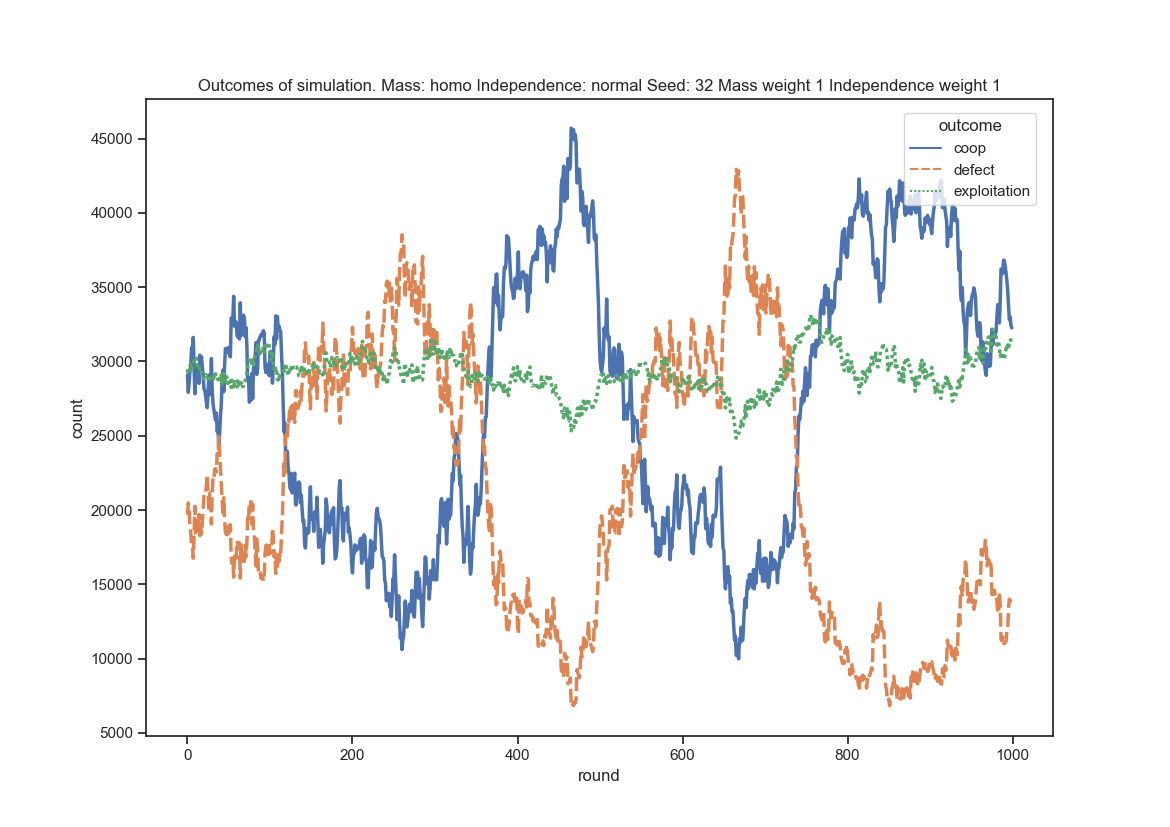 Outcomes of simulation. Mass: homo Independence: normal Seed: 32 Mass weight 1 Independence weight 1
outcome
coop
defect
exploitation
count
45000
40000
35000
30000
25000
20000
15000
10000
5000
0 200 400 600 800 1000
round